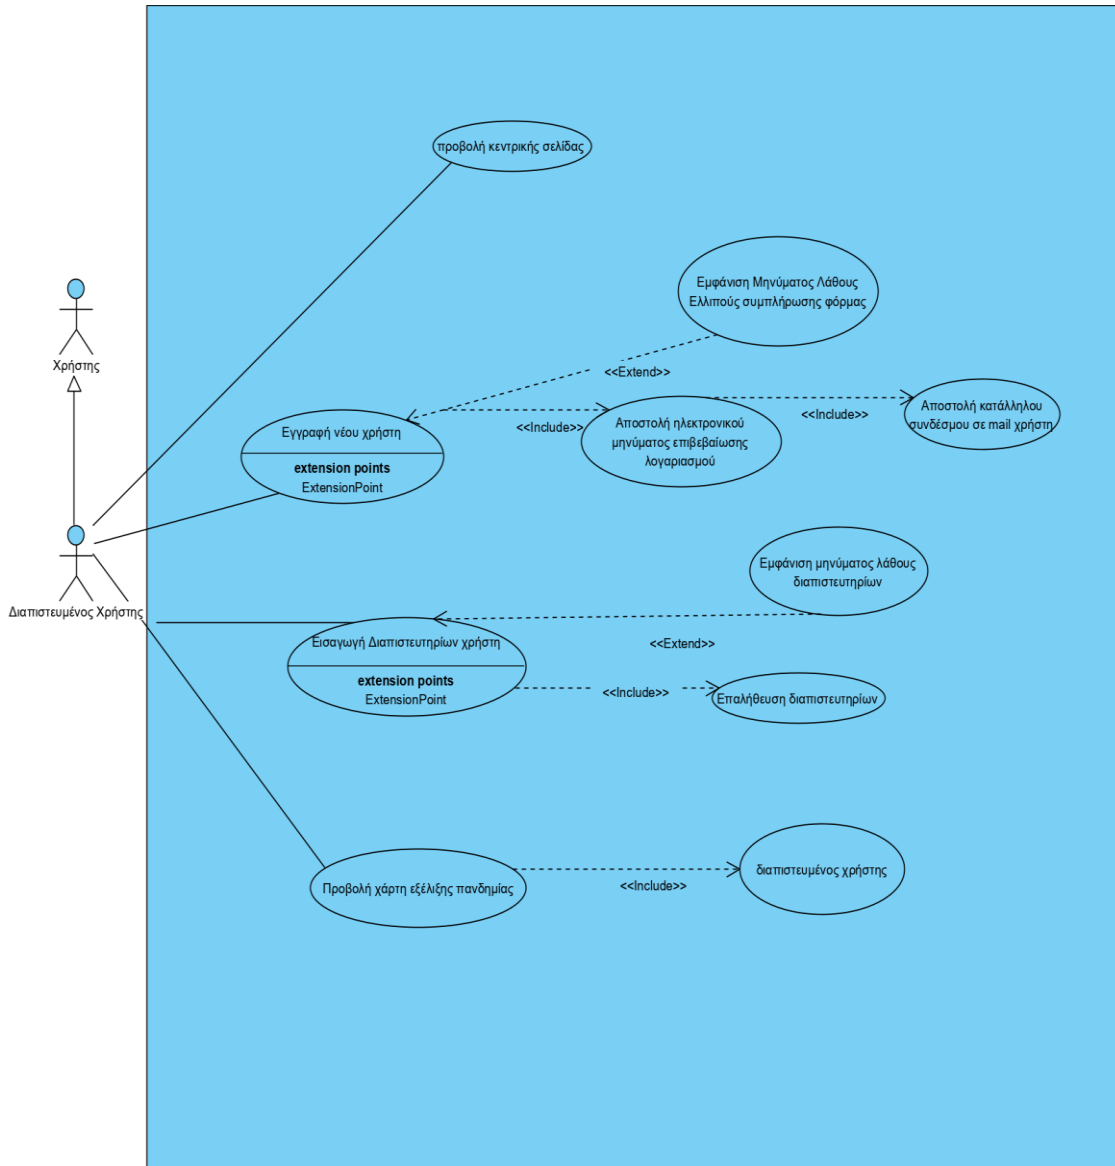 προβολή κεντρικής σελίδας
Εμφάνιση Μηνύματος Λάθους
Ελλιπούς συμπλήρωσης φόρμας
Χρήστης
<<Extend>>
Εγγραφή νέου χρήστη
extension points
ExtensionPoint
<<Include>>
Αποστολή ηλεκτρονικού
μηνύματος επιβεβαίωσης
λογαριασμού
<<Include>>
Αποστολή κατάλληλου
συνδέσμου σε mail χρήστη
Διαπιστευμένος Χρήστης
Εμφάνιση μηνύματος λάθους
διαπιστευτηρίων
<<Extend>>
Εισαγωγή Διαπιστευτηρίων χρήστη
extension points
ExtensionPoint
<<Include>>
Επαλήθευση διαπιστευτηρίων
Προβολή χάρτη εξέλιξης πανδημίας
<<Include>>
διαπιστευμένος χρήστης